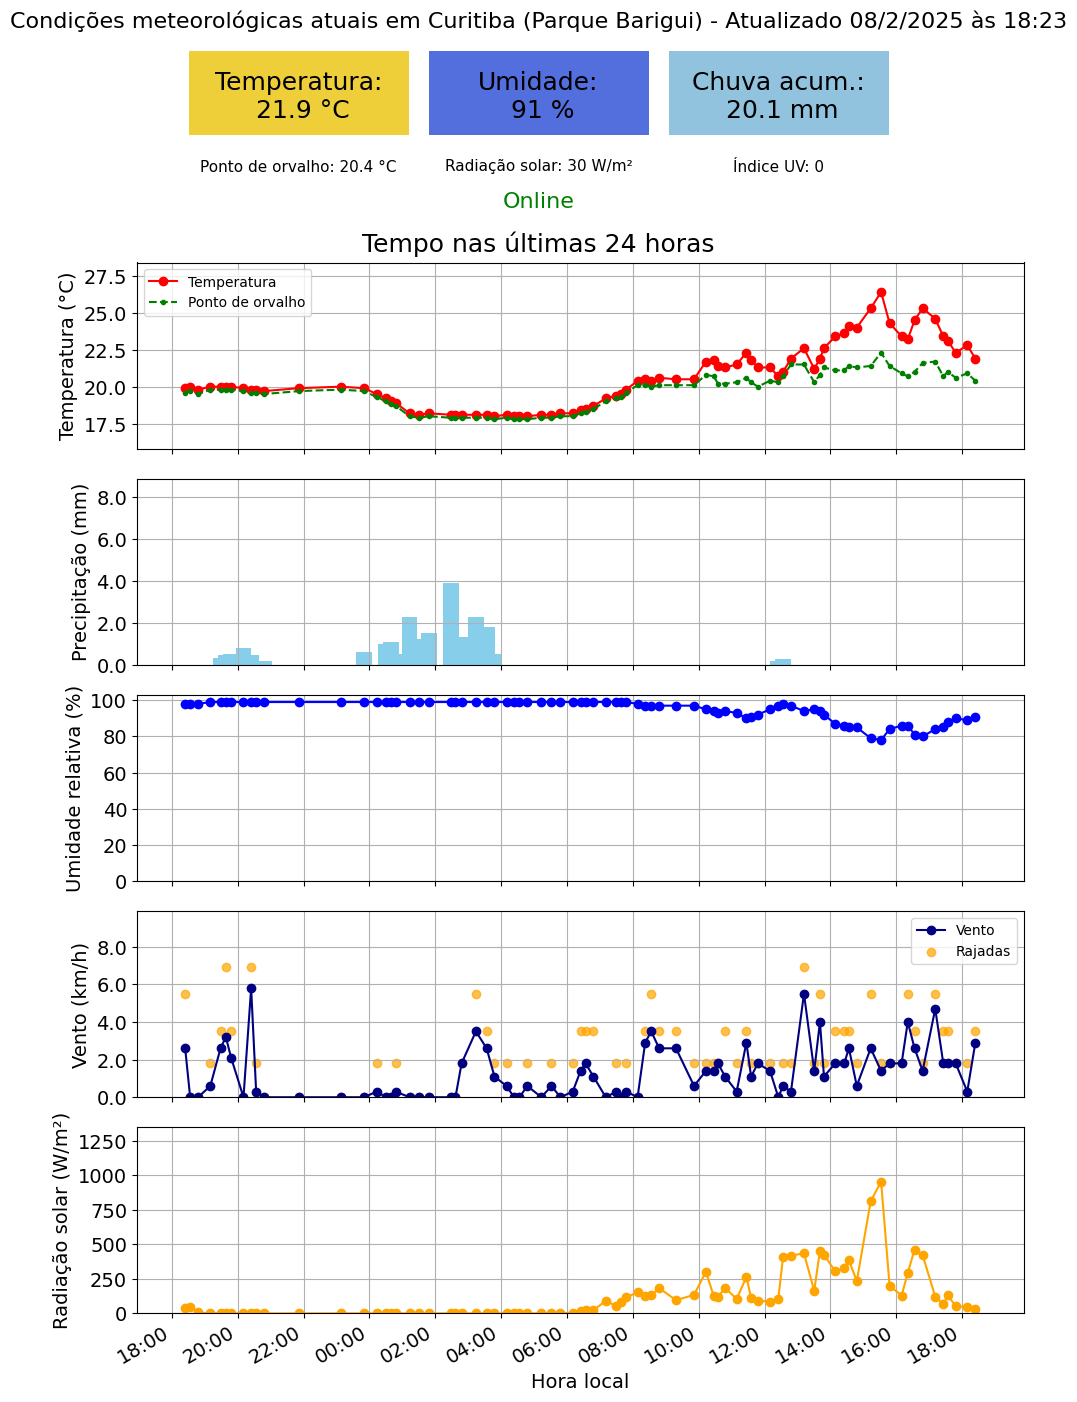 Condições meteorológicas atuais em Curitiba (Parque Barigui) - Atualizado 08/2/2025 às 18:23
Temperatura:
21.9 °C
Umidade:
91 %
Chuva acum.:
20.1 mm
Ponto de orvalho: 20.4 °C
Radiação solar: 30 W/m²
Índice UV: 0
Online
Tempo nas últimas 24 horas
Temperatura (°C)
27.5
25.0
22.5
20.0
17.5
Temperatura
Ponto de orvalho
Precipitação (mm)
8.0
6.0
4.0
2.0
0.0
Umidade relativa (%)
100
80
60
40
20
0
Vento (km/h)
8.0
6.0
4.0
2.0
0.0
Vento
Rajadas
Radiação solar (W/m²)
1250
1000
750
500
250
0
18:00
20:00
22:00
00:00
02:00
04:00
06:00
08:00
10:00
12:00
14:00
16:00
18:00
Hora local